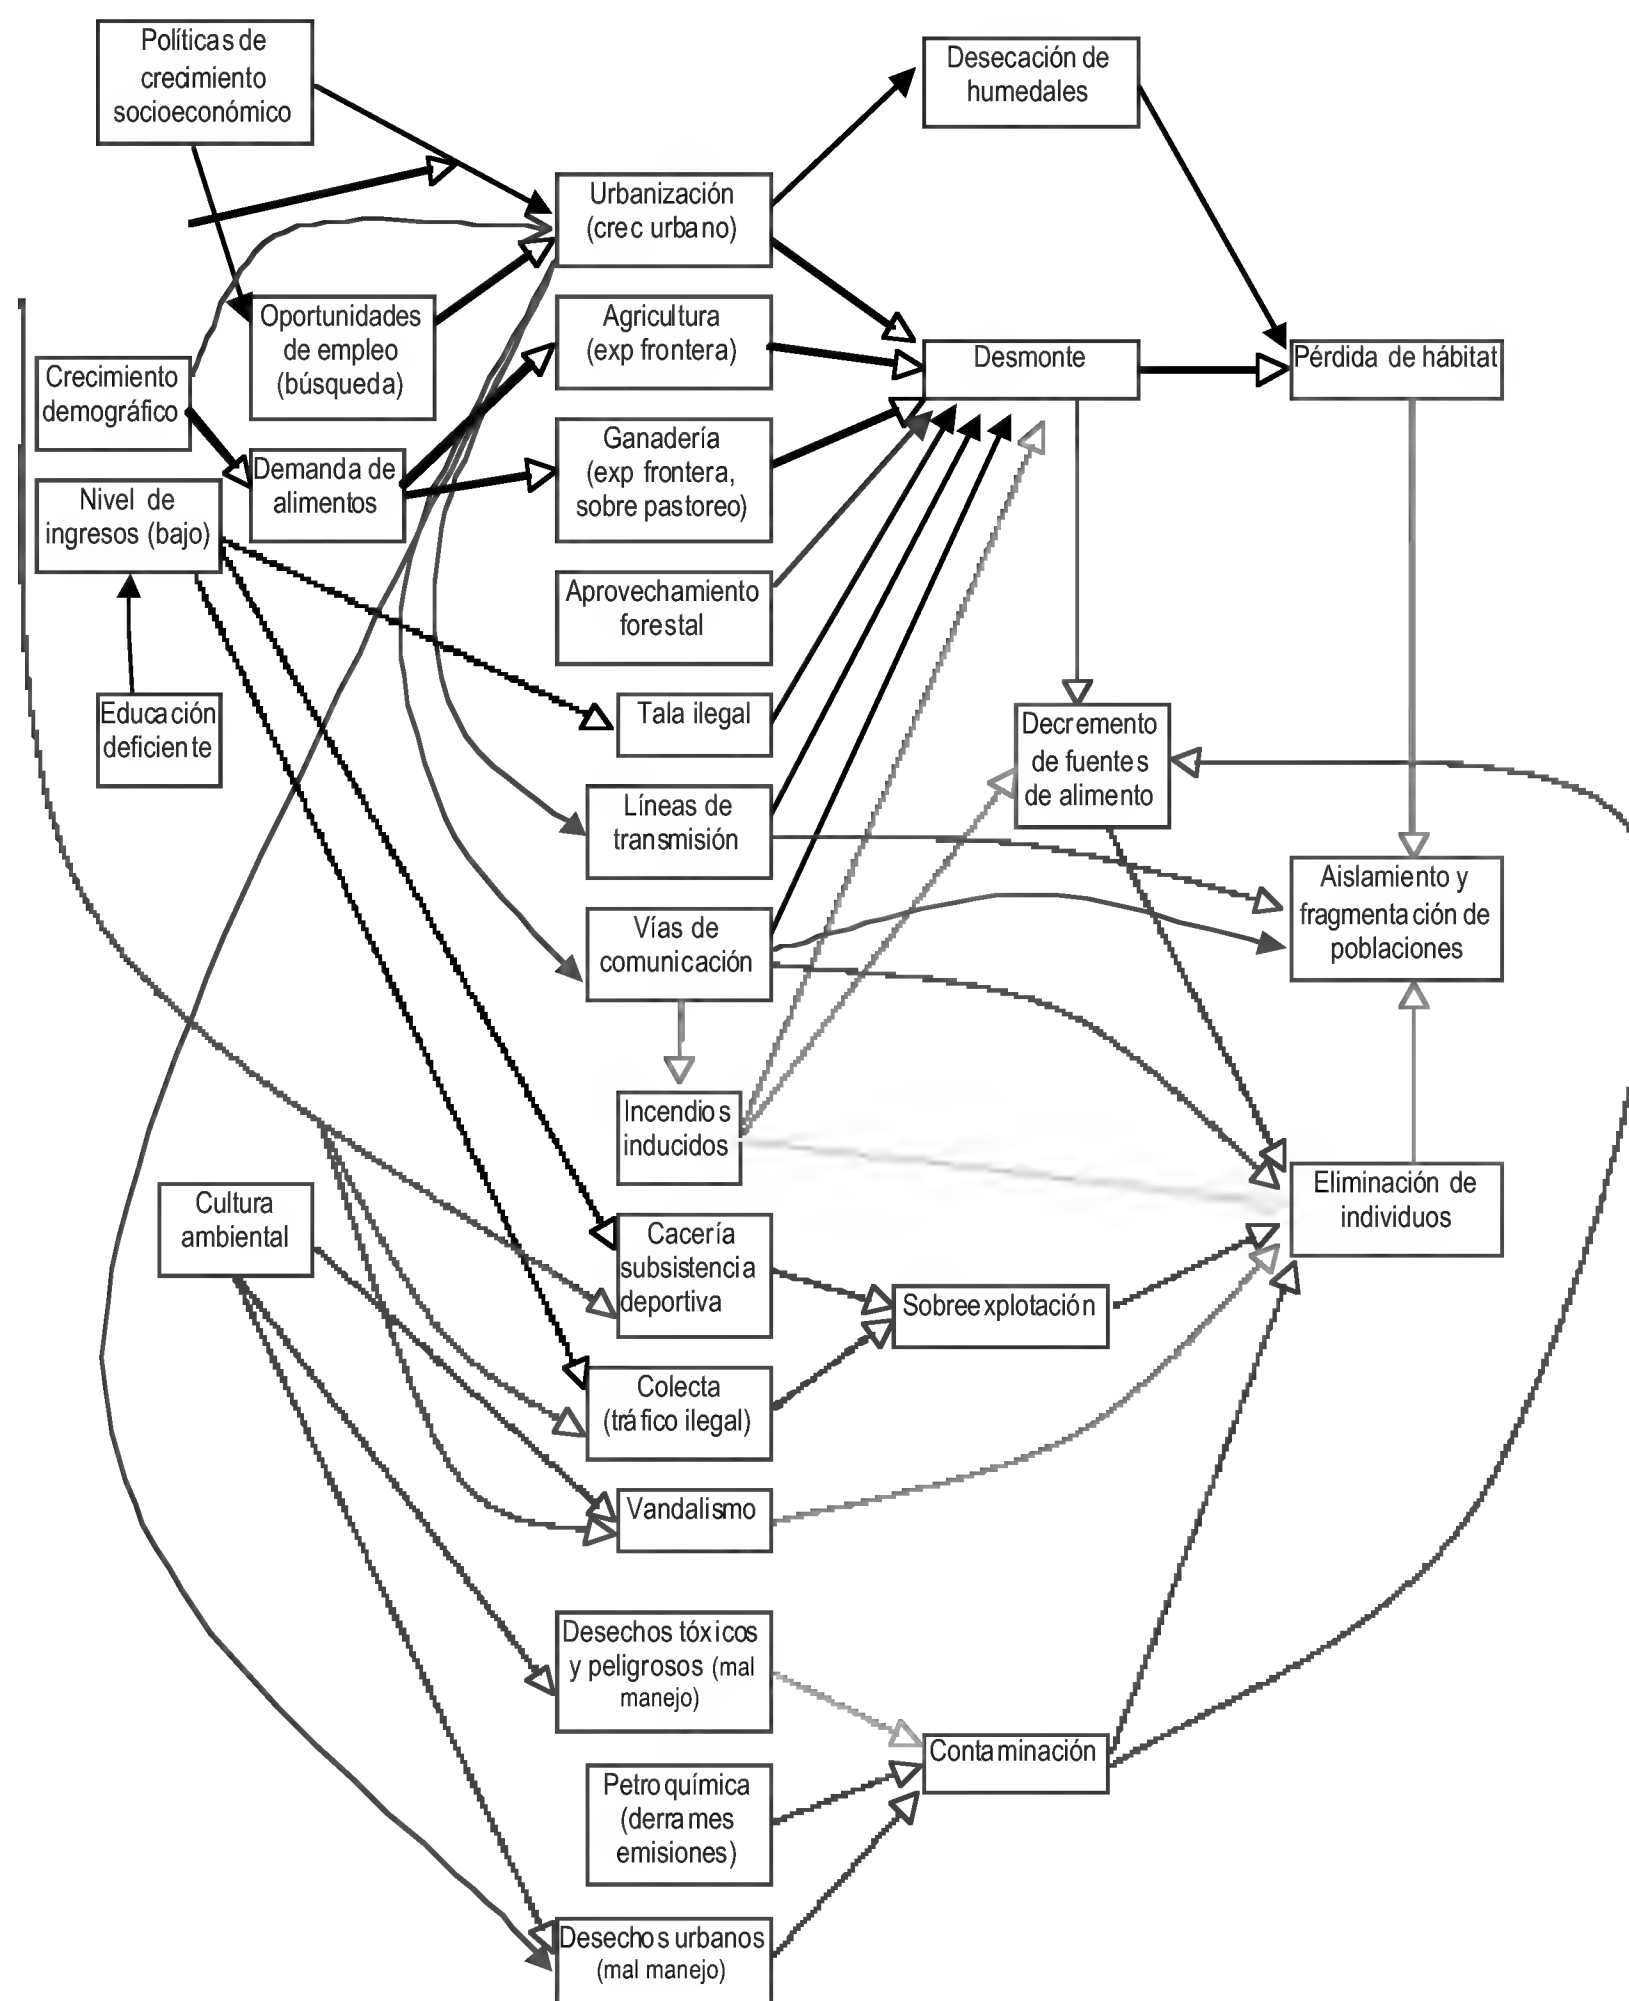 Políticas de
crecimiento
socioeconómico
Desecación de
humedales
Urbanización
(crec urbano)
Oportunidades
de empleo
(búsqueda)
Agricultura
(exp frontera)
Desmonte
Pérdida de hábitat
Crecimiento
demográfico
Demanda de
alimentos
Ganadería
(exp frontera,
sobre pastoreo)
Nivel de
ingresos (bajo)
Aprovechamiento
forestal
Educación
deficiente
Tala ilegal
Decremento
de fuentes
de alimento
Líneas de
transmisión
Aislamiento y
fragmentación de
poblaciones
Vías de
comunicación
Incendios
inducidos
Eliminación de
individuos
Cultura
ambiental
Cacería
subsistencia
deportiva
Sobreexplotación
Colecta
(tráfico ilegal)
Vandalismo
Desechos tóxicos
y peligrosos (mal
manejo)
Contaminación
Petroquímica
(derrames
emisiones)
Desechos urbanos
(mal manejo)